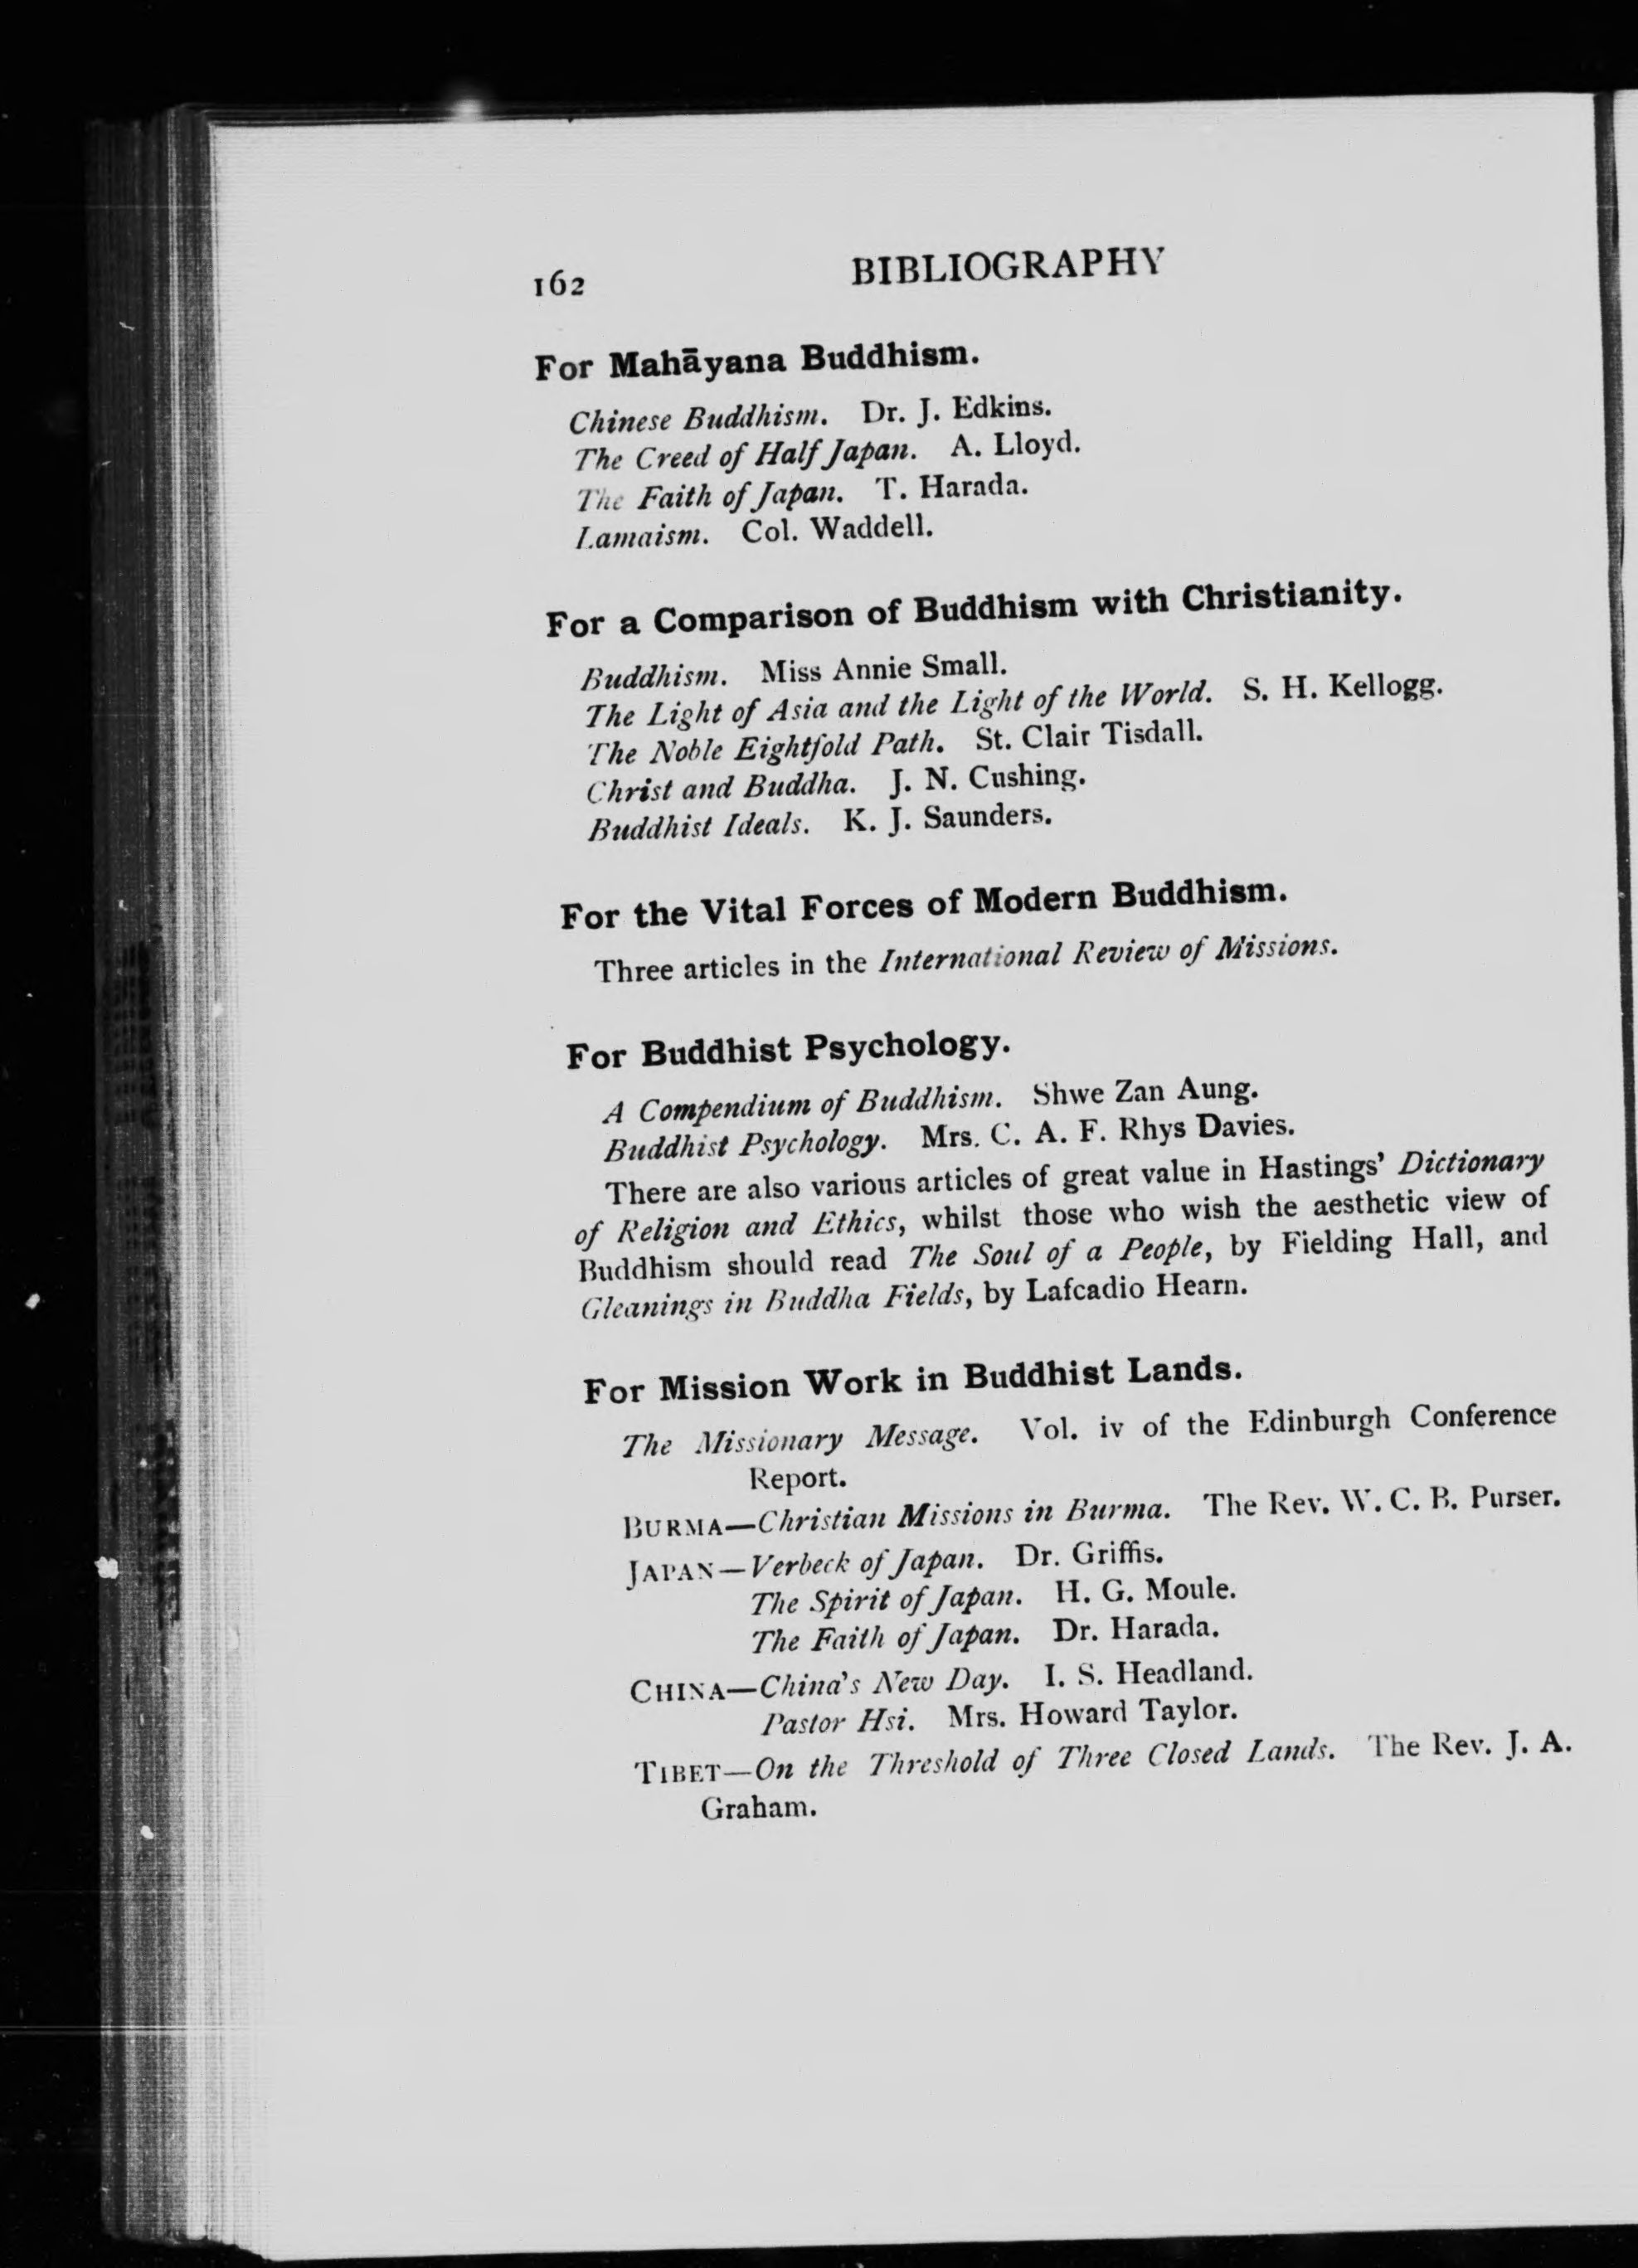 162
BIBLIOGRAPHY
For Mahāyana Buddhism.
Chinese Buddhism. Dr. J. Edkins.
The Creed of Half Japan. A. Lloyd.
The Faith of Japan. T. Harada.
Lamaism. Col. Waddell.
For a Comparison of Buddhism with Christianity.
Buddhism. Miss Annie Small.
The Light of Asia and the Light of the World. S. H. Kellogg.
The Noble Eightfold Path. St. Clair Tisdall.
Christ and Buddha. J. N. Cushing.
Buddhist Ideals. K. J. Saunders.
For the Vital Forces of Modern Buddhism.
Three articles in the International Review of Missions.
For Buddhist Psychology.
A Compendium of Buddhism. Shwe Zan Aung.
Buddhist Psychology. Mrs. C. A. F. Rhys Davies.
There are also various articles of great value in Hastings' Dictionary
of Religion and Ethics, whilst those who wish the aesthetic view of
Buddhism should read The Soul of a People, by Fielding Hall, and
Gleanings in Buddha Fields, by Lafcadio Hearn.
For Mission Work in Buddhist Lands.
The Missionary Message. Vol. iv of the Edinburgh Conference
Report.
BURMA—Christian Missions in Burma. The Rev. W. C. B. Purser.
JAPAN—Verbeck of Japan. Dr. Griffis.
The Spirit of Japan. H. G. Moule.
The Faith of Japan. Dr. Harada.
CHINA—China's New Day. I. S. Headland.
Pastor Hsi. Mrs. Howard Taylor.
TIBET—On the Threshold of Three Closed Lands. The Rev. J. A.
Graham.